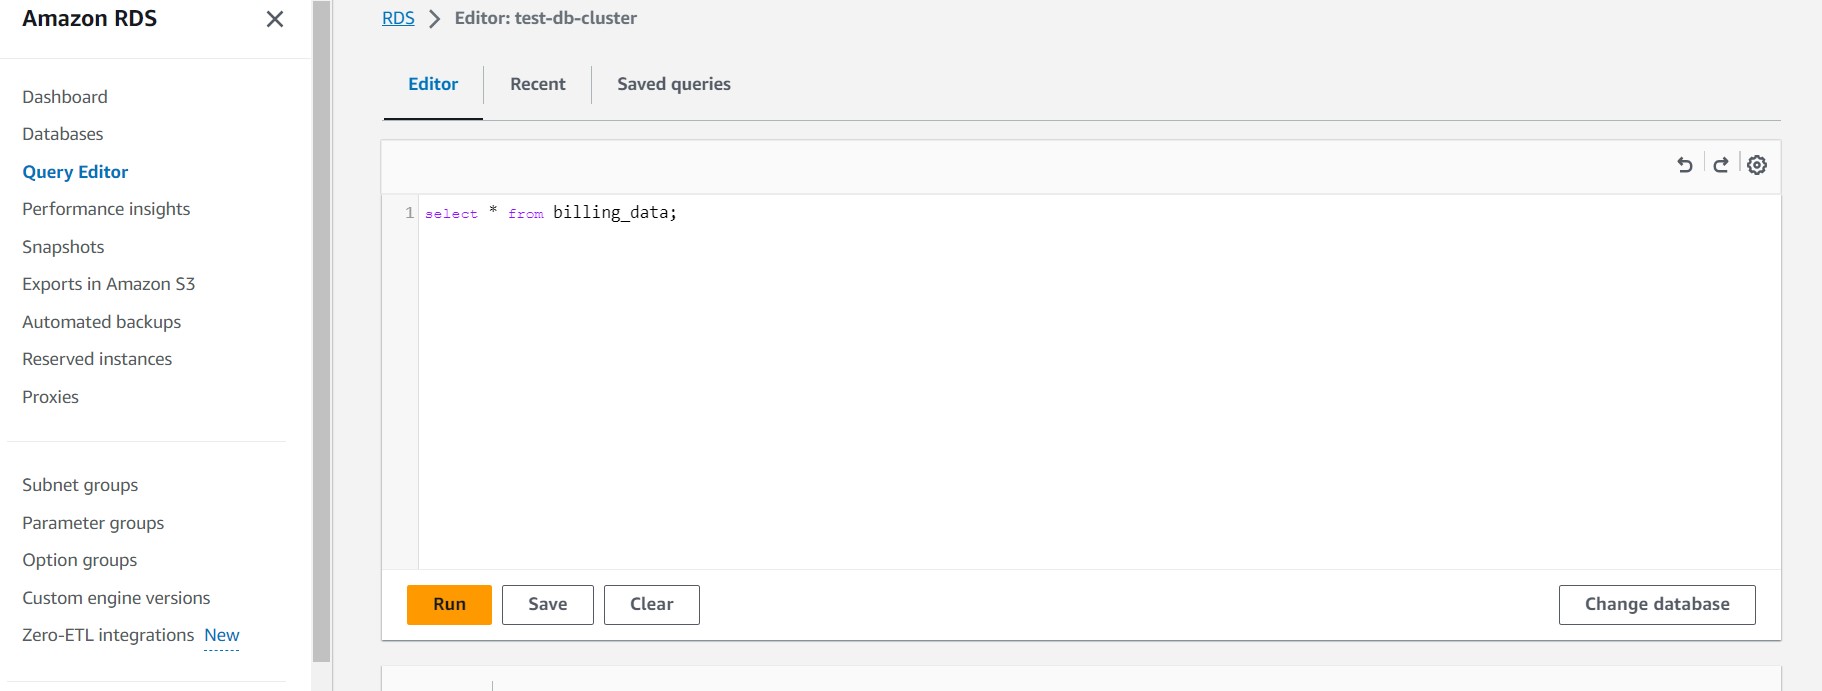 Amazon RDS
Dashboard
Databases
Query Editor
Performance insights
Snapshots
Exports in Amazon S3
Automated backups
Reserved instances
Proxies
Subnet groups
Parameter groups
Option groups
Custom engine versions
Zero-ETL integrations New
RDS > Editor: test-db-cluster
Editor Recent Saved queries
1 select * from billing_data;
Run Save Clear Change database